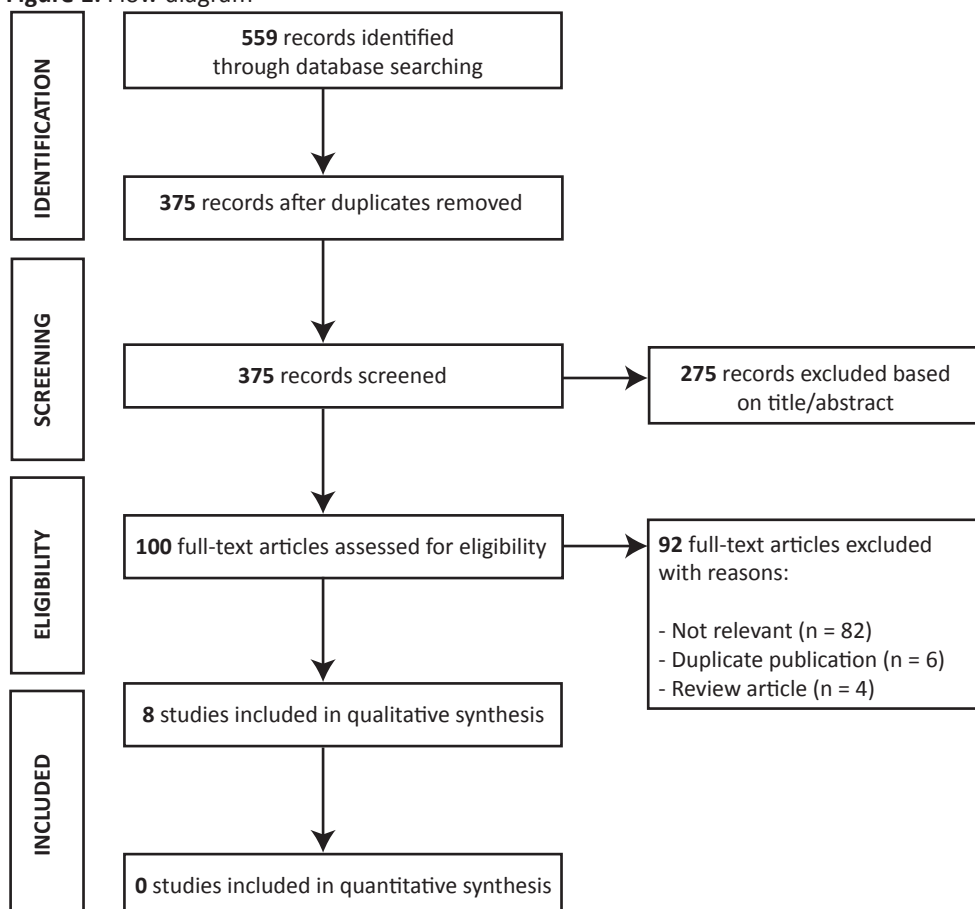 Figure 1. Flow diagram
IDENTIFICATION
559 records identified
through database searching
375 records after duplicates removed
SCREENING
375 records screened
275 records excluded based
on title/abstract
ELIGIBILITY
100 full-text articles assessed for eligibility
92 full-text articles excluded
with reasons:
- Not relevant (n = 82)
- Duplicate publication (n = 6)
- Review article (n = 4)
INCLUDED
8 studies included in qualitative synthesis
0 studies included in quantitative synthesis